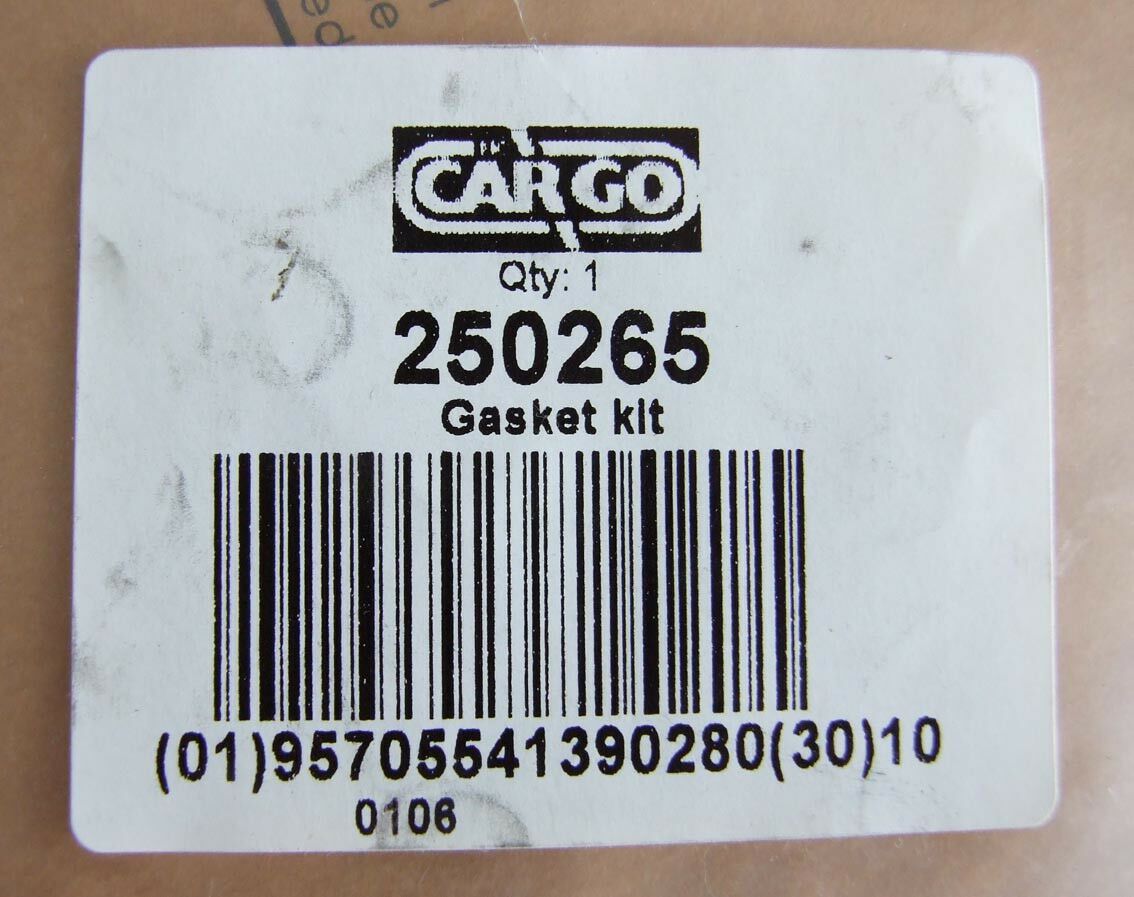 CARGO
Qty: 1
250265
Gasket kit
(01)95705541390280(30)10
0106